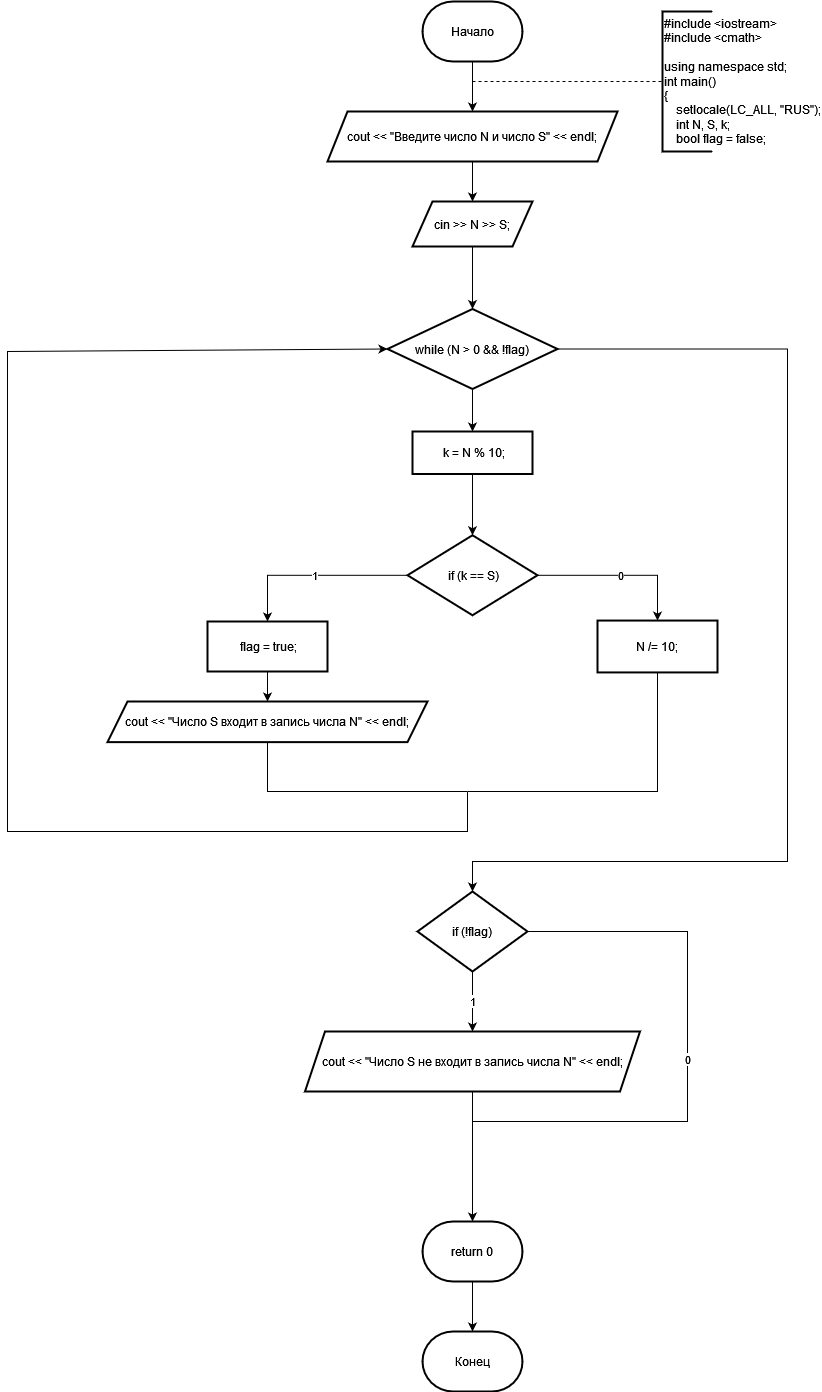 Начало
#include <iostream>
#include <cmath>
using namespace std;
int main()
{
setlocale(LC_ALL, "RUS");
int N, S, k;
bool flag = false;
cout << "Введите число N и число S" << endl;
cin >> N >> S;
while (N > 0 && !flag)
k = N % 10;
if (k == S)
1
0
flag = true;
N /= 10;
cout << "Число S входит в запись числа N" << endl;
if (!flag)
1
cout << "Число S не входит в запись числа N" << endl;
0
return 0
Конец